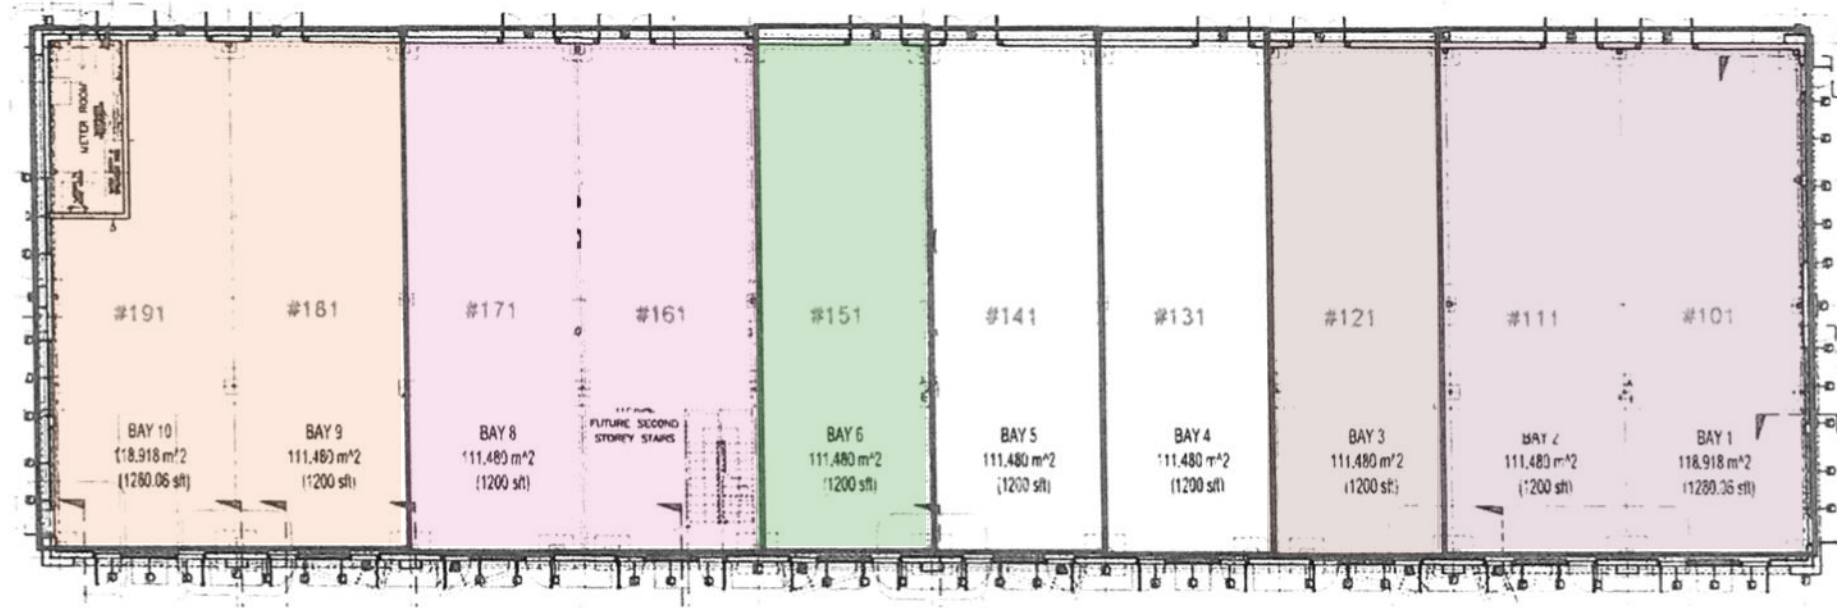 METER ROOM
#191
#181
#171
#161
#151
#141
#131
#121
#111
#101
BAY 10
118.918 m^2
(1280.06 sft)
BAY 9
111.480 m^2
(1200 sft)
BAY 8
111.480 m^2
(1200 sft)
FUTURE SECOND
STOREY STAIRS
BAY 6
111.480 m^2
(1200 sft)
BAY 5
111.480 m^2
(1200 sft)
BAY 4
111.480 m^2
(1200 sft)
BAY 3
111.480 m^2
(1200 sft)
BAY 2
111.480 m^2
(1200 sft)
BAY 1
118.918 m^2
(1280.06 sft)